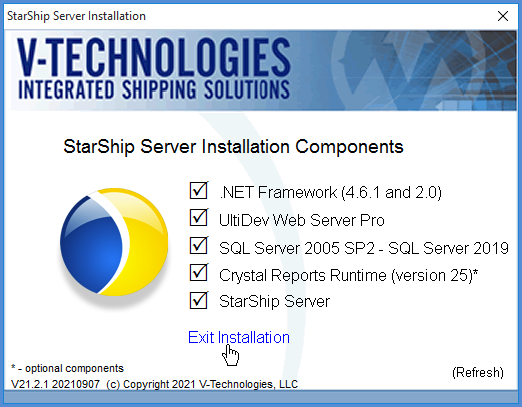 StarShip Server Installation
V-TECHNOLOGIES
INTEGRATED SHIPPING SOLUTIONS
StarShip Server Installation Components
.NET Framework (4.6.1 and 2.0)
UltiDev Web Server Pro
SQL Server 2005 SP2 - SQL Server 2019
Crystal Reports Runtime (version 25)*
StarShip Server
Exit Installation
* - optional components
(Refresh)
V21.2.1 20210907 (c) Copyright 2021 V-Technologies, LLC